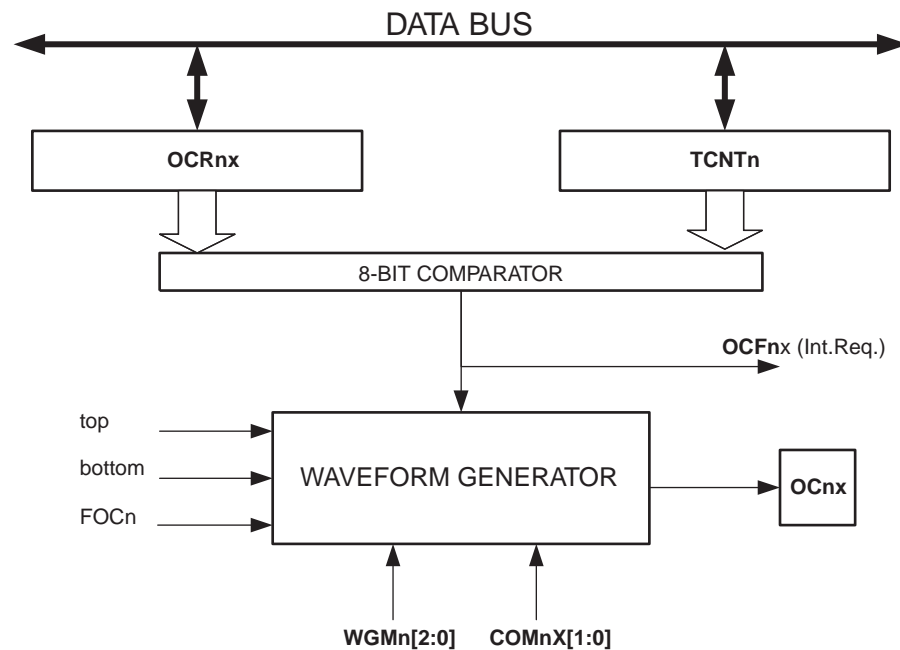 DATA BUS
OCRnx
TCNTn
8-BIT COMPARATOR
OCFnx (Int.Req.)
top
bottom
FOCn
WAVEFORM GENERATOR
OCnx
WGMn[2:0]
COMnX[1:0]